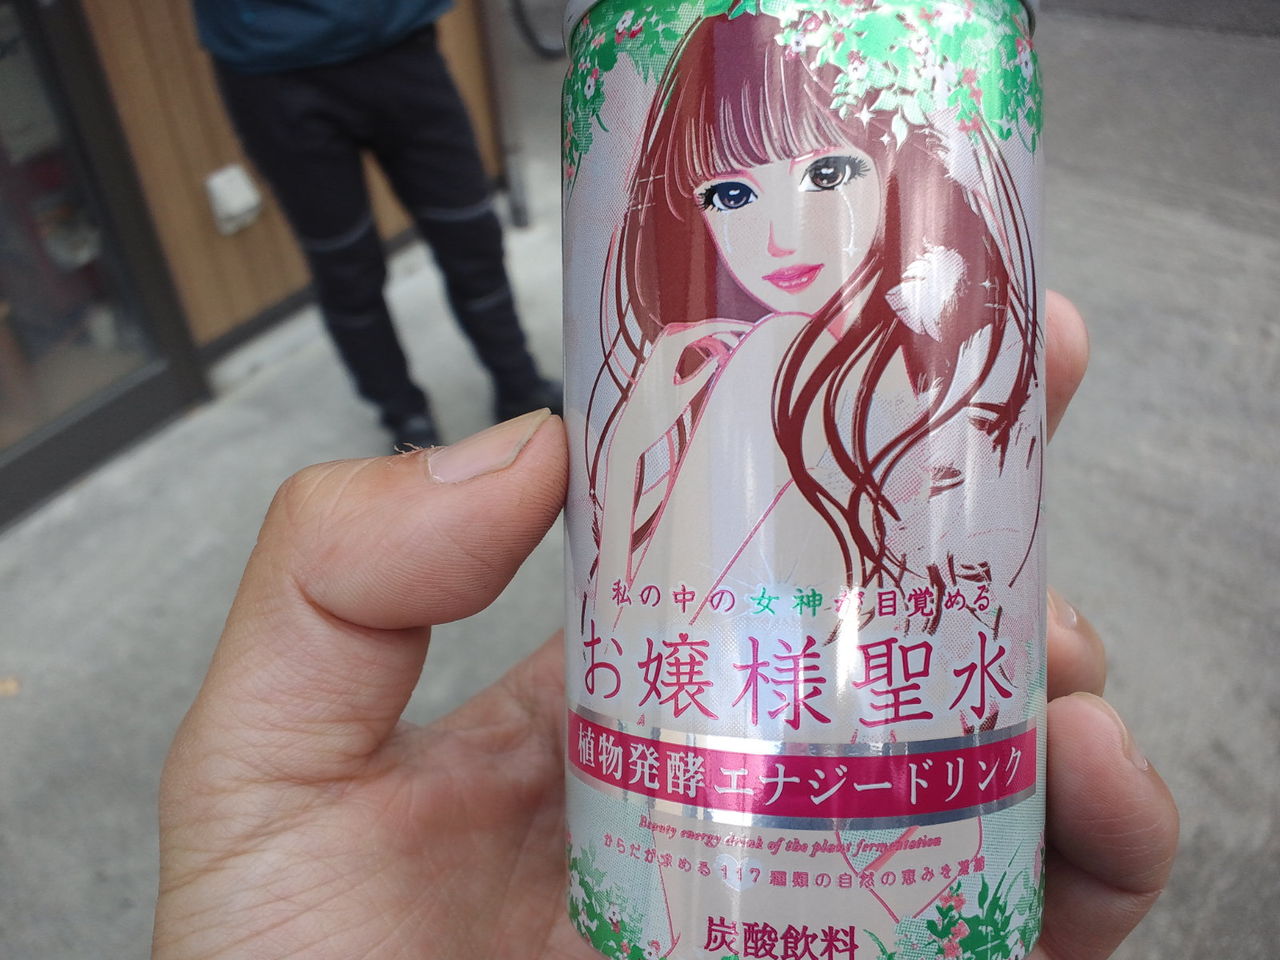 私の中の女神が目覚める
お嬢様聖水
植物発酵エナジードリンク
Beauty energy drink of the plant fermentation
からだが求める117種類の自然の恵みを凝縮
炭酸飲料